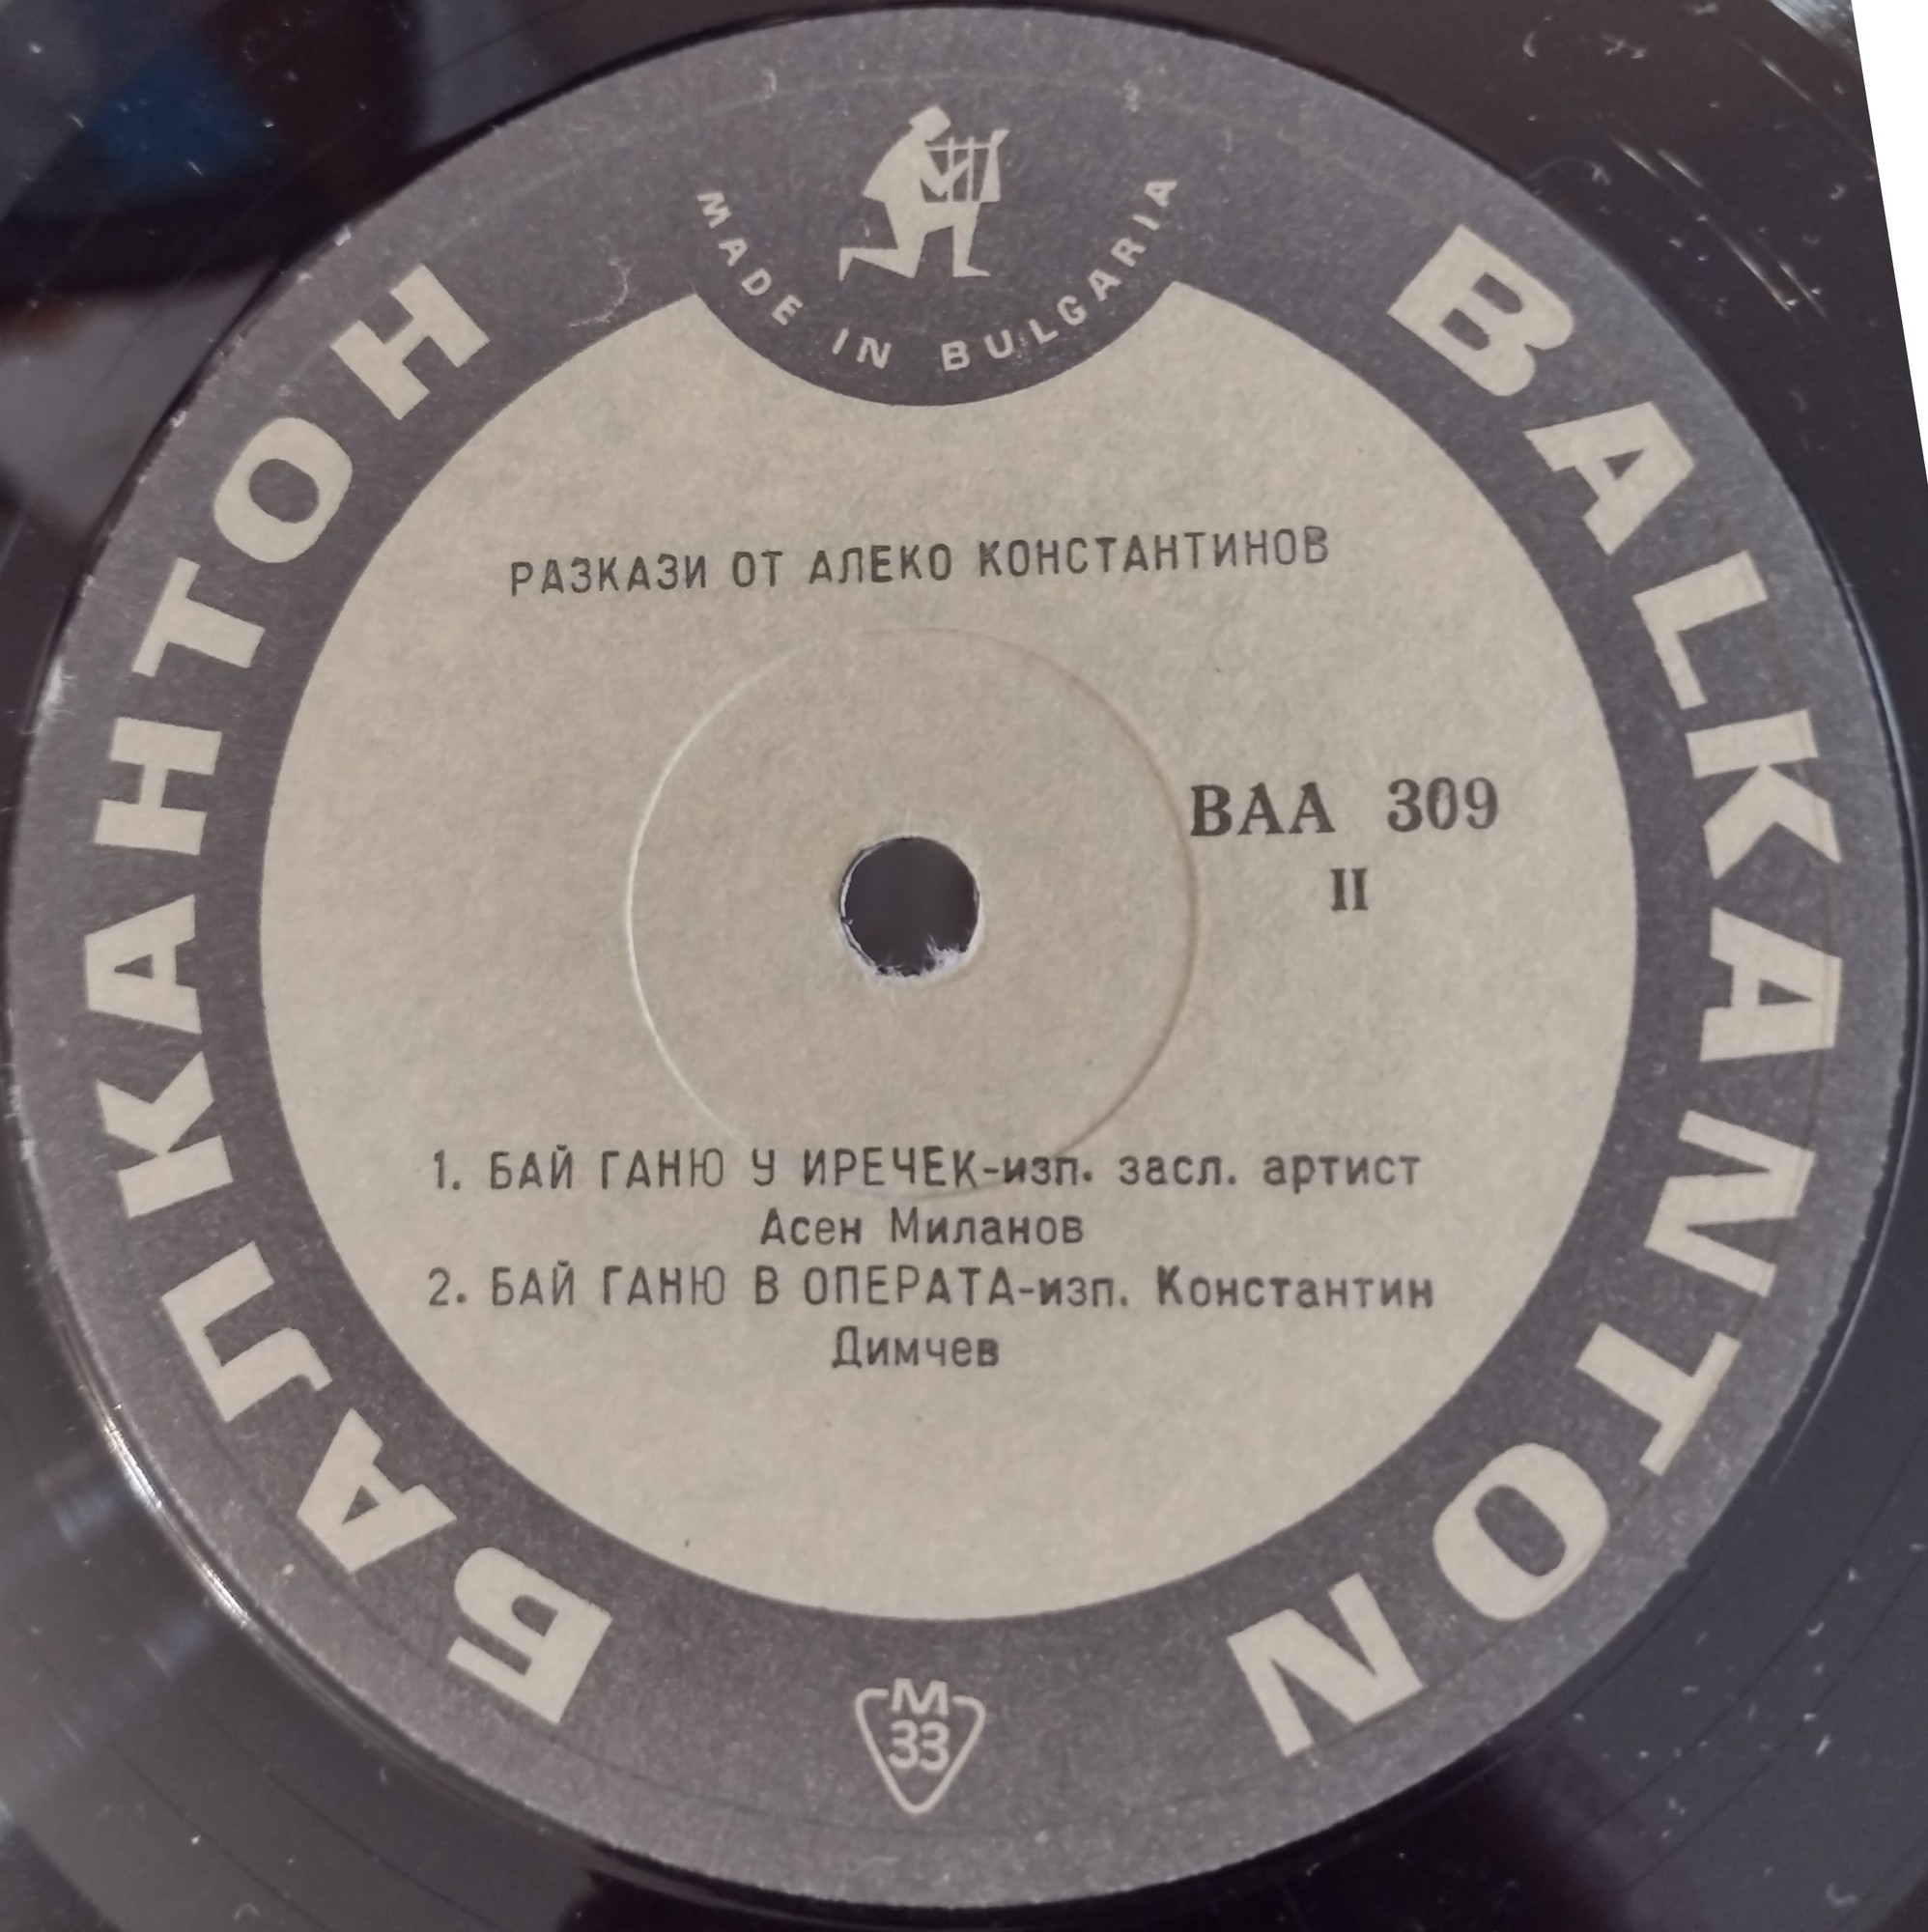 MADE IN BULGARIA
БАЛКАНТОН
BALKANTON
РАЗКАЗИ ОТ АЛЕКО КОНСТАНТИНОВ
ВАА 309
II
1. БАЙ ГАНЮ У ИРЕЧЕК-изп. засл. артист
Асен Миланов
2. БАЙ ГАНЮ В ОПЕРАТА-изп. Константин
Димчев
М
33